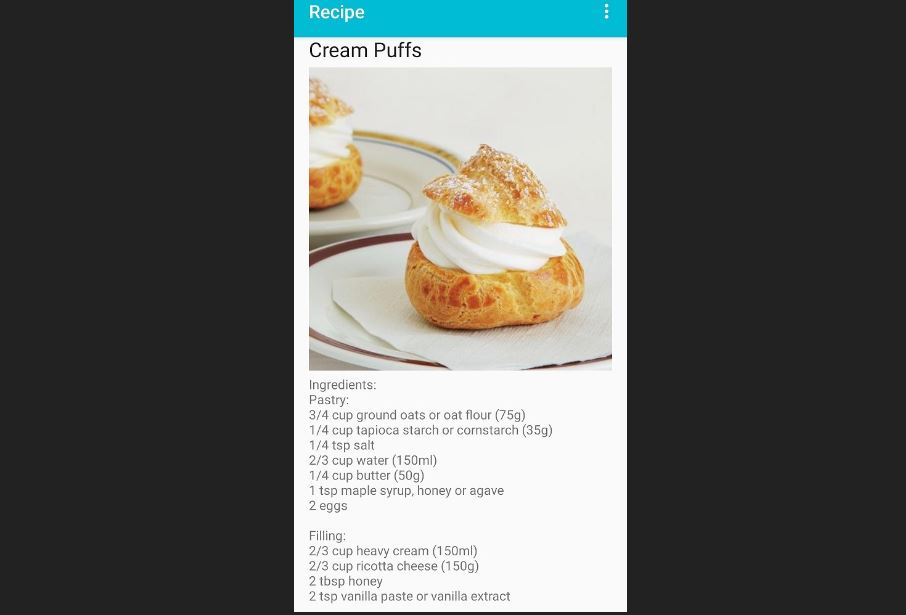 Recipe
Cream Puffs
Ingredients:
Pastry:
3/4 cup ground oats or oat flour (75g)
1/4 cup tapioca starch or cornstarch (35g)
1/4 tsp salt
2/3 cup water (150ml)
1/4 cup butter (50g)
1 tsp maple syrup, honey or agave
2 eggs
Filling:
2/3 cup heavy cream (150ml)
2/3 cup ricotta cheese (150g)
2 tbsp honey
2 tsp vanilla paste or vanilla extract